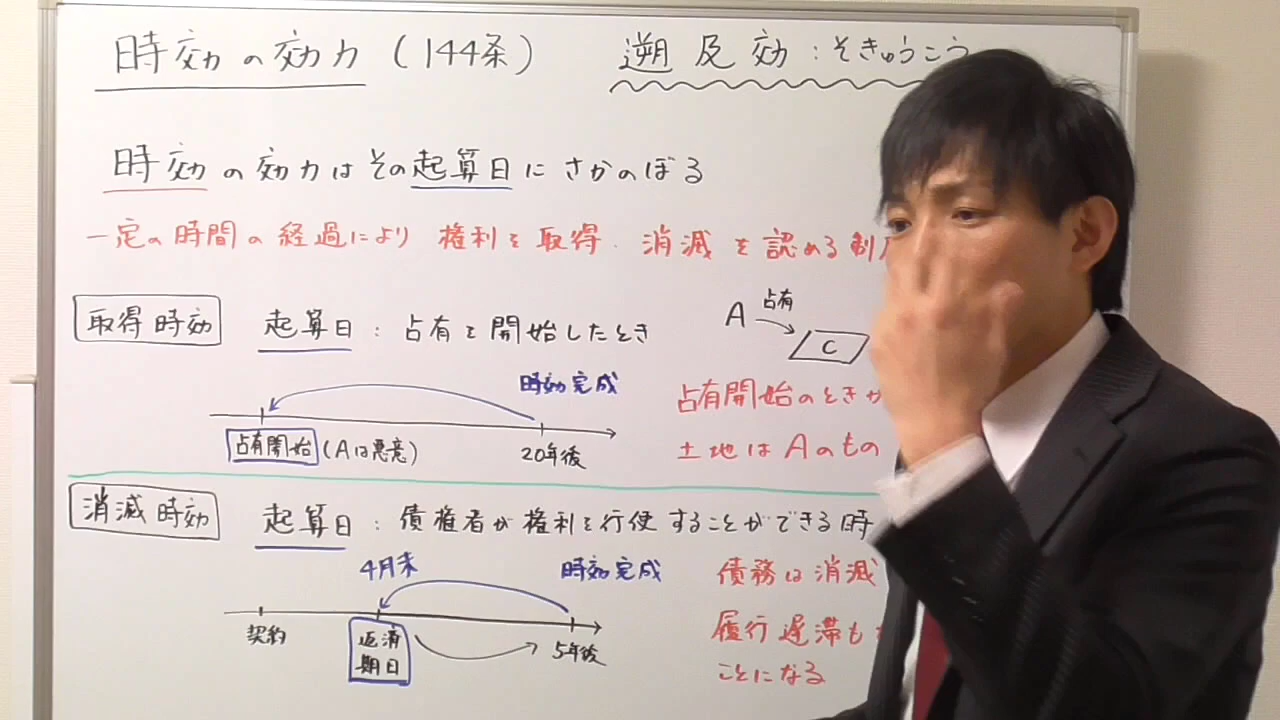 時効の効力(144条) 遡及効:そきゅうこう
時効の効力はその起算日にさかのぼる
一定の時間の経過により 権利を取得・消滅を認める制
取得時効 起算日:占有を開始したとき
A 占有 C
時効完成
占有開始 (Aは悪意) 20年後
占有開始のときか
土地はAのもの
消滅時効 起算日:債権者が権利を行使することができる時
4月末 時効完成
契約 返済期日 5年後
債務は消滅
履行遅滞も
ことになる